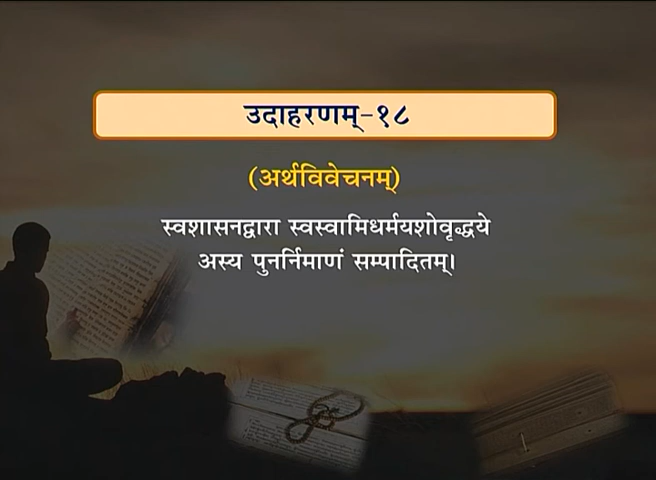 उदाहरणम्-१८
(अर्थविवेचनम्)
स्वशासनद्वारा स्वस्वामिधर्मयशोवृद्धये
अस्य पुनर्निमाणं सम्पादितम्।